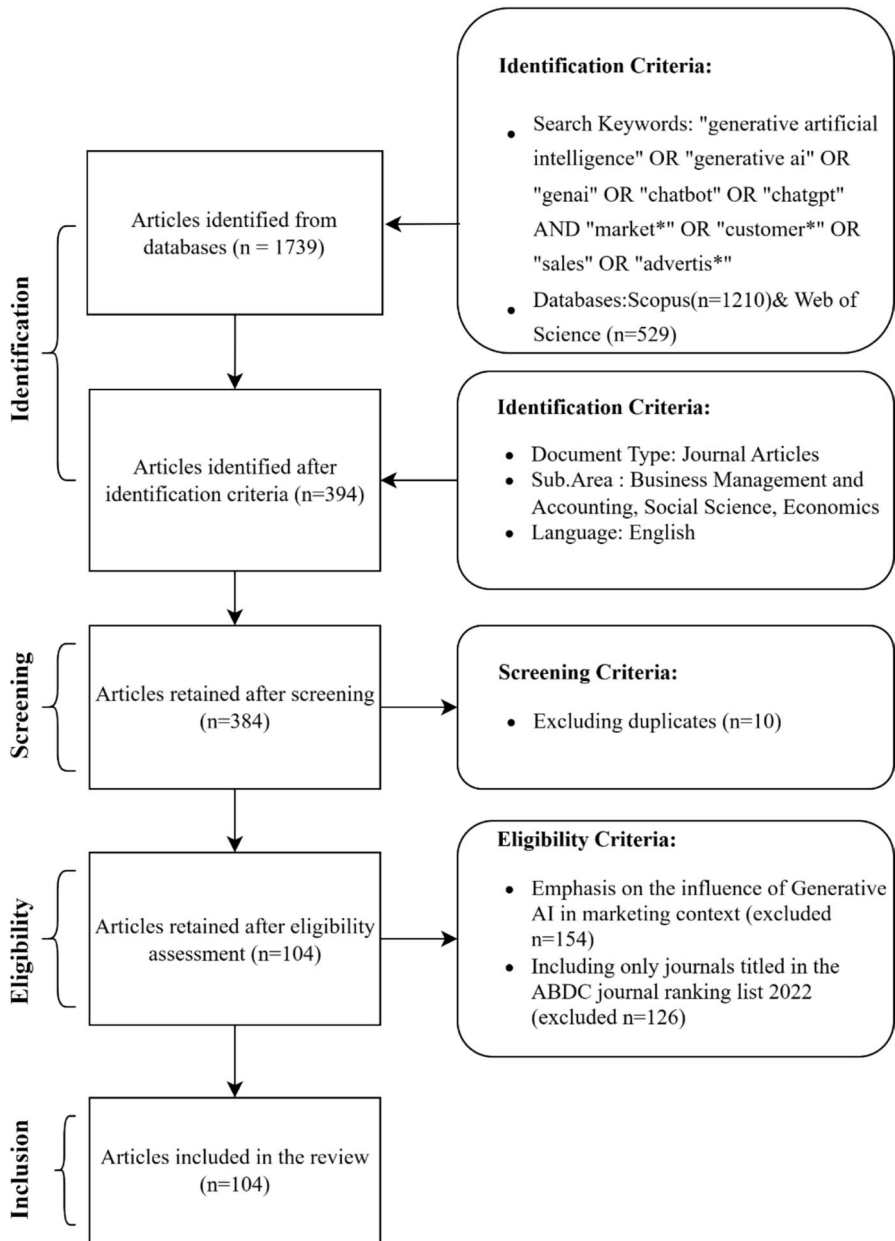 Identification
Articles identified from
databases (n = 1739)
Identification Criteria:
• Search Keywords: "generative artificial
intelligence" OR "generative ai" OR
"genai" OR "chatbot" OR "chatgpt"
AND "market*" OR "customer*" OR
"sales" OR "advertis*"
• Databases:Scopus(n=1210)& Web of
Science (n=529)
Articles identified after
identification criteria (n=394)
Identification Criteria:
• Document Type: Journal Articles
• Sub.Area : Business Management and
Accounting, Social Science, Economics
• Language: English
Screening
Articles retained after screening
(n=384)
Screening Criteria:
• Excluding duplicates (n=10)
Eligibility
Articles retained after eligibility
assessment (n=104)
Eligibility Criteria:
• Emphasis on the influence of Generative
AI in marketing context (excluded
n=154)
• Including only journals titled in the
ABDC journal ranking list 2022
(excluded n=126)
Inclusion
Articles included in the review
(n=104)